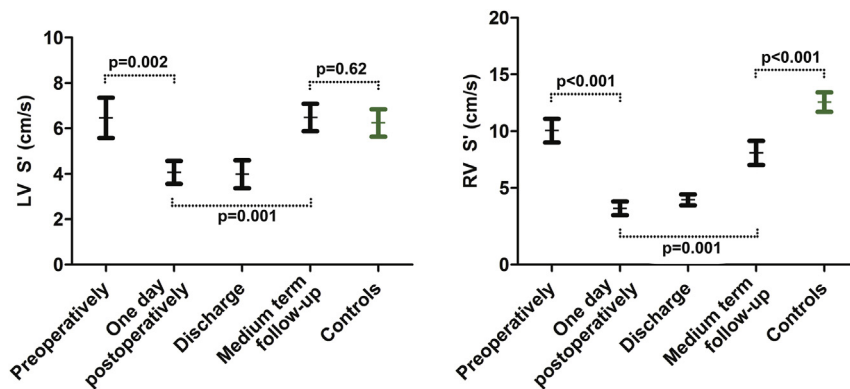 10
8
6
4
2
0
LV S' (cm/s)
p=0.002
p=0.62
p=0.001
Preoperatively
One day
postoperatively
Discharge
Medium term
follow-up
Controls
20
15
10
5
0
RV S' (cm/s)
p<0.001
p<0.001
p=0.001
Preoperatively
One day
postoperatively
Discharge
Medium term
follow-up
Controls